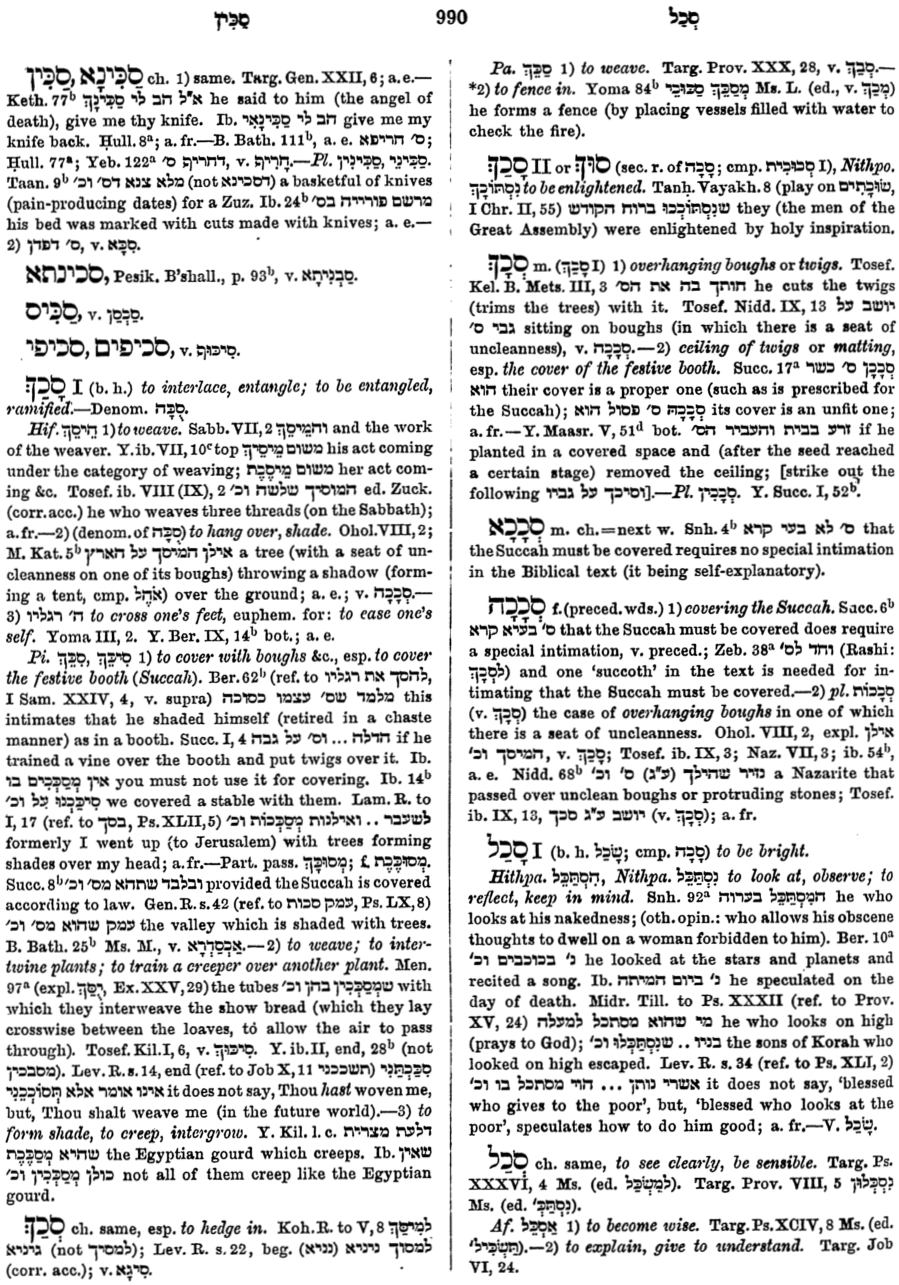 סַכִּין 990 סְכַל
סַכִּין, סַכִּינָא ch. 1) same. Targ. Gen. XXII, 6; a. e.—
Keth. 77ᵇ א״ל הב לי סַכִּינָךְ he said to him (the angel of
death), give me thy knife. Ib. הב לי סַכִּינָאִי give me my
knife back. Ḥull. 8ᵃ; a. fr.—B. Bath. 111ᵇ, a. e. ס׳ חריפא;
Ḥull. 77ᵃ; Yeb. 122ᵃ דחריף ס׳, v. חָרִיף.—Pl. סַכִּינֵי, סַכִּינִין.
Taan. 9ᵇ מלא צנא דס׳ וכ׳ (not דסכינא) a basketful of knives
(pain-producing dates) for a Zuz. Ib. 24ᵇ מרשם פורייה בס׳
his bed was marked with cuts made with knives; a. e.—
2) ס׳ דפדן, v. סַכָּא.
סכינתא, Pesik. B'shall., p. 93ᵇ, v. סַבְנִיתָא.
סַכִּיס, v. סַכְסַן.
סכיפים, סכיפי, v. סִיכּוּף.
סָכַךְ I (b. h.) to interlace, entangle; to be entangled,
ramified.—Denom. סֻכָּה.
Hif. הֵיסֵךְ 1) to weave. Sabb. VII, 2 והמֵיסֵךְ and the work
of the weaver. Y. ib. VII, 10ᶜ top משום מֵיסֵיךְ his act coming
under the category of weaving; משום מֵיסֶכֶת her act com-
ing &c. Tosef. ib. VIII (IX), 2 המוסיך שלשה וכ׳ ed. Zuck.
(corr. acc.) he who weaves three threads (on the Sabbath);
a. fr.—2) (denom. of סֻכָּה) to hang over, shade. Ohol. VIII, 2;
M. Kat. 5ᵇ אילן המיסך על הארץ a tree (with a seat of un-
cleanness on one of its boughs) throwing a shadow (form-
ing a tent, cmp. אֹהֶל) over the ground; a. e.; v. סְכָכָה.—
3) ה׳ רגליו to cross one's feet, euphem. for: to ease one's
self. Yoma III, 2. Y. Ber. IX, 14ᵇ bot.; a. e.
Pi. סִיכֵּךְ, סִכֵּךְ 1) to cover with boughs &c., esp. to cover
the festive booth (Succah). Ber. 62ᵇ (ref. to להסך את רגליו,
I Sam. XXIV, 4, v. supra) מלמד שס׳ עצמו כסוכה this
intimates that he shaded himself (retired in a chaste
manner) as in a booth. Succ. I, 4 הדלה ... וס׳ על גבה if he
trained a vine over the booth and put twigs over it. Ib.
אין מְסַכְּכִים בו you must not use it for covering. Ib. 14ᵇ
סִיכַּכְנוּ על וכ׳ we covered a stable with them. Lam. R. to
I, 17 (ref. to בסך, Ps. XLII, 5) לשעבר .. ואילנות מְסַכְּכוֹת וכ׳
formerly I went up (to Jerusalem) with trees forming
shades over my head; a. fr.—Part. pass. מְסוּכָּךְ; f. מְסוּכֶּכֶת.
Succ. 8ᵇ ובלבד שתהא מס׳ וכ׳ provided the Succah is covered
according to law. Gen. R. s. 42 (ref. to עמק סכות, Ps. LX, 8)
עמק שהוא מס׳ וכ׳ the valley which is shaded with trees.
B. Bath. 25ᵇ Ms. M., v. אַכְסַדְרָא.—2) to weave; to inter-
twine plants; to train a creeper over another plant. Men.
97ᵃ (expl. נָסַךְ, Ex. XXV, 29) the tubes שמְסַכְּכִין בהן וכ׳ with
which they interweave the show bread (which they lay
crosswise between the loaves, to allow the air to pass
through). Tosef. Kil. I, 6, v. סִיכּוּךְ. Y. ib. II, end, 28ᵇ (not
מסבכין). Lev. R. s. 14, end (ref. to Job X, 11 תשככני) סִכַּכְתַּנִי
אינו אומר אלא תְּסוֹכְכֵנִי it does not say, Thou hast woven me,
but, Thou shalt weave me (in the future world).—3) to
form shade, to creep, intergrow. Y. Kil. l. c. דלעת מצרית
שהיא מְסַכֶּכֶת the Egyptian gourd which creeps. Ib. שאין
כולן מְסַכְּכִין וכ׳ not all of them creep like the Egyptian
gourd.
סְכַךְ ch. same, esp. to hedge in. Koh. R. to V, 8 לְמִיסַּךְ
גיניא (not למסיך); Lev. R. s. 22, beg. למסוך גיניא (נניא)
(corr. acc.); v. סִיגָא.
Pa. סַכֵּךְ 1) to weave. Targ. Prov. XXX, 28, v. סְבַךְ.—
*2) to fence in. Yoma 84ᵇ מְסַכֵּךְ סכוכי Ms. L. (ed., v. מְכַךְ)
he forms a fence (by placing vessels filled with water to
check the fire).
סָכַךְ II or סוּךְ (sec. r. of סָכָה; cmp. סְכוּכִית I), Nithpo.
נִסְתּוֹכֵךְ to be enlightened. Tanḥ. Vayakh. 8 (play on שׂוּכָתִים,
I Chr. II, 55) שנִסְתּוֹכְכוּ ברוח הקודש they (the men of the
Great Assembly) were enlightened by holy inspiration.
סְכָךְ m. (סָכַךְ I) 1) overhanging boughs or twigs. Tosef.
Kel. B. Mets. III, 3 חותך בה את הס׳ he cuts the twigs
(trims the trees) with it. Tosef. Nidd. IX, 13 יושב על
גבי ס׳ sitting on boughs (in which there is a seat of
uncleanness), v. סְכָכָה.—2) ceiling of twigs or matting,
esp. the cover of the festive booth. Succ. 17ᵃ סְכָכָן ס׳ כשר
הוא their cover is a proper one (such as is prescribed for
the Succah); סְכָכָהּ ס׳ פסול הוא its cover is an unfit one;
a. fr.—Y. Maasr. V, 51ᵈ bot. זרע בבית והעביר הס׳ if he
planted in a covered space and (after the seed reached
a certain stage) removed the ceiling; [strike out the
following וסיכך על גביו].—Pl. סְכָכִין. Y. Succ. I, 52ᵇ.
סְכָכָא m. ch.=next w. Snh. 4ᵇ ס׳ לא בעי קרא that
the Succah must be covered requires no special intimation
in the Biblical text (it being self-explanatory).
סְכָכָה f. (preced. wds.) 1) covering the Succah. Sacc. 6ᵇ
ס׳ בעיא קרא that the Succah must be covered does require
a special intimation, v. preced.; Zeb. 38ᵃ וחד לס׳ (Rashi:
לִסְכָךְ) and one ‘succoth’ in the text is needed for in-
timating that the Succah must be covered.—2) pl. סְכָכוֹת
(v. סְכָךְ) the case of overhanging boughs in one of which
there is a seat of uncleanness. Ohol. VIII, 2, expl. אילן
המיסך וכ׳, v. סָכַךְ; Tosef. ib. IX, 3; Naz. VII, 3; ib. 54ᵇ,
a. e. Nidd. 68ᵇ נזיר שהילך (ע״ג) ס׳ וכ׳ a Nazarite that
passed over unclean boughs or protruding stones; Tosef.
ib. IX, 13, יושב ע״ג סכך (v. סְכָךְ); a. fr.
סָכַל I (b. h. שָׂכַל; cmp. סָכָה) to be bright.
Hithpa. הִסְתַּכֵּל, Nithpa. נִסְתַּכֵּל to look at, observe; to
reflect, keep in mind. Snh. 92ᵃ המִסְתַּכֵּל בערוה he who
looks at his nakedness; (oth. opin.: who allows his obscene
thoughts to dwell on a woman forbidden to him). Ber. 10ᵃ
נ׳ בכוכבים וכ׳ he looked at the stars and planets and
recited a song. Ib. נ׳ ביום המיתה he speculated on the
day of death. Midr. Till. to Ps. XXXII (ref. to Prov.
XV, 24) מי שהוא מסתכל למעלה he who looks on high
(prays to God); בניו .. שנִסְתַּכְּלוּ וכ׳ the sons of Korah who
looked on high escaped. Lev. R. s. 34 (ref. to Ps. XLI, 2)
אשרי נותן ... הוי מסתכל בו וכ׳ it does not say, ‘blessed
who gives to the poor’, but, ‘blessed who looks at the
poor’, speculates how to do him good; a. fr.—V. שָׂכַל.
סְכַל ch. same, to see clearly, be sensible. Targ. Ps.
XXXVI, 4 Ms. (ed. לְמַשְׂכֵּל). Targ. Prov. VIII, 5 נִסְכְּלוּן
Ms. (ed. נִסְתַּכְּ׳).
Af. אַסְכֵּל 1) to become wise. Targ. Ps. XCIV, 8 Ms. (ed.
תַּשְׂכִּיל׳).—2) to explain, give to understand. Targ. Job
VI, 24.